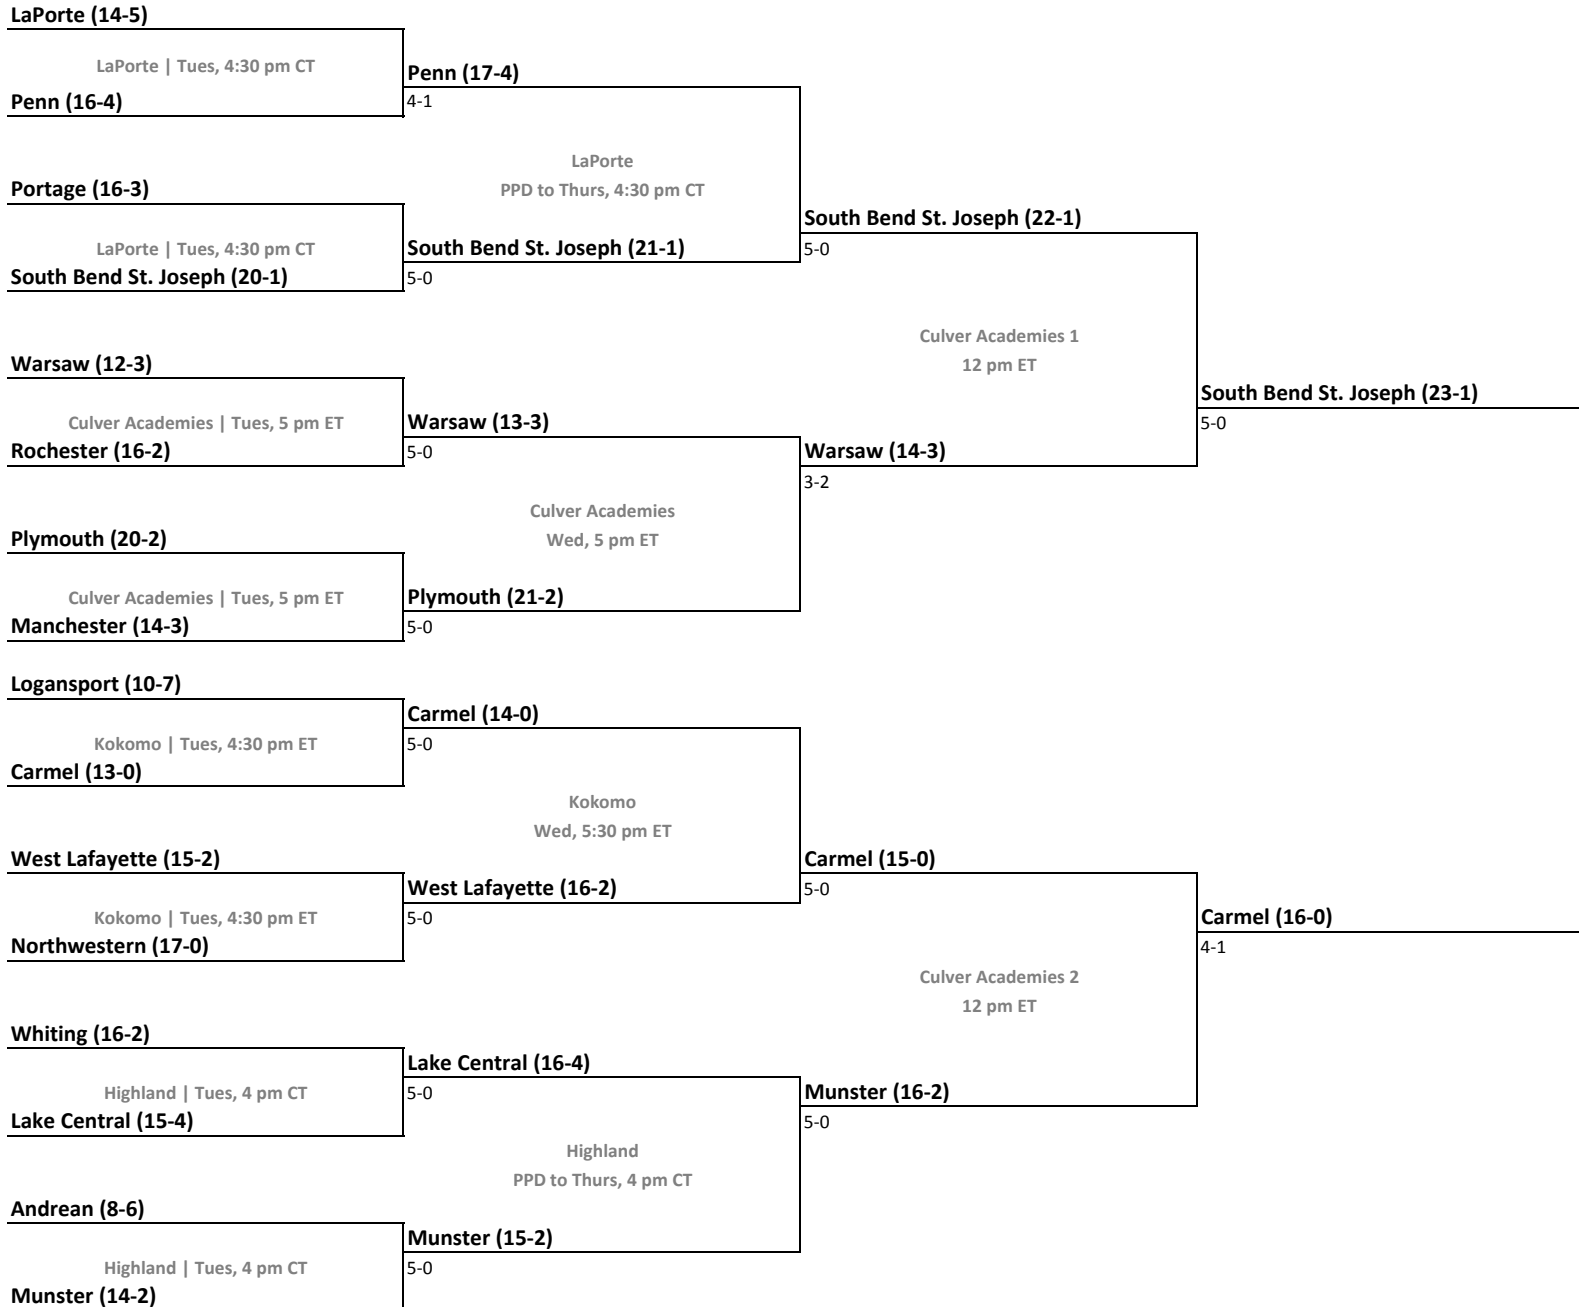 LaPorte (14-5)
LaPorte | Tues, 4:30 pm CT
Penn (16-4)
Penn (17-4)
4-1
Portage (16-3)
LaPorte | Tues, 4:30 pm CT
South Bend St. Joseph (20-1)
South Bend St. Joseph (21-1)
5-0
LaPorte
PPD to Thurs, 4:30 pm CT
South Bend St. Joseph (22-1)
5-0
Warsaw (12-3)
Culver Academies | Tues, 5 pm ET
Rochester (16-2)
Warsaw (13-3)
5-0
Plymouth (20-2)
Culver Academies | Tues, 5 pm ET
Manchester (14-3)
Plymouth (21-2)
5-0
Culver Academies
Wed, 5 pm ET
Warsaw (14-3)
3-2
Culver Academies 1
12 pm ET
South Bend St. Joseph (23-1)
5-0
Logansport (10-7)
Kokomo | Tues, 4:30 pm ET
Carmel (13-0)
Carmel (14-0)
5-0
West Lafayette (15-2)
Kokomo | Tues, 4:30 pm ET
Northwestern (17-0)
West Lafayette (16-2)
5-0
Kokomo
Wed, 5:30 pm ET
Carmel (15-0)
5-0
Whiting (16-2)
Highland | Tues, 4 pm CT
Lake Central (15-4)
Lake Central (16-4)
5-0
Andrean (8-6)
Highland | Tues, 4 pm CT
Munster (14-2)
Munster (15-2)
5-0
Highland
PPD to Thurs, 4 pm CT
Munster (16-2)
5-0
Culver Academies 2
12 pm ET
Carmel (16-0)
4-1